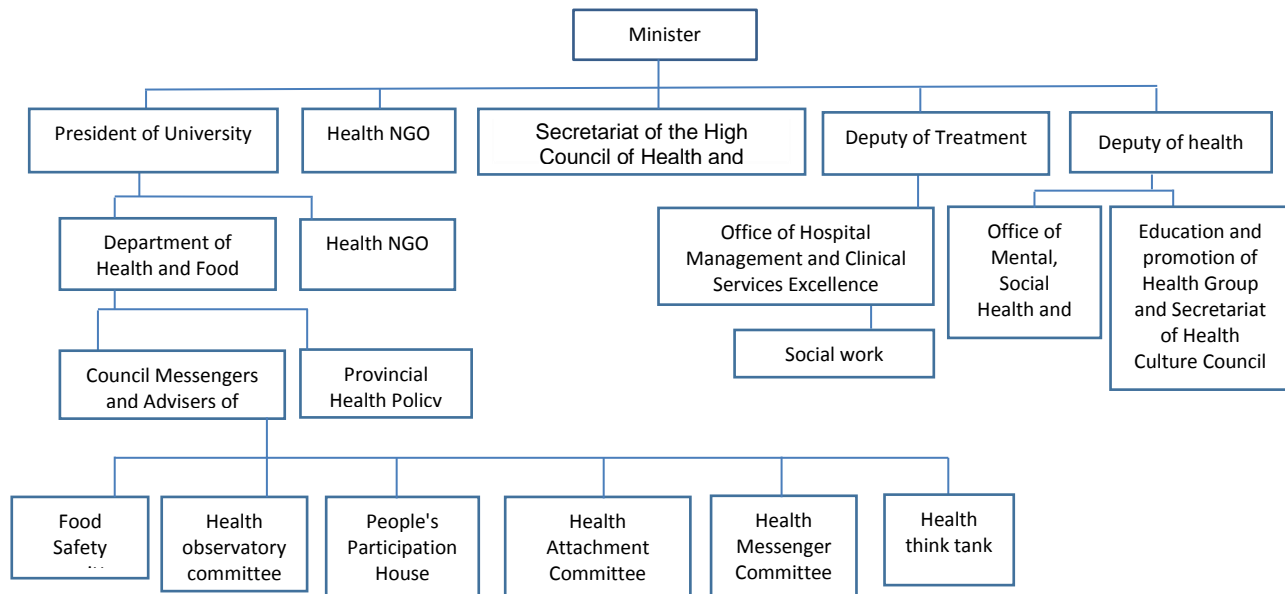 Minister
President of University
Health NGO
Secretariat of the High
Council of Health and
Deputy of Treatment
Deputy of health
Department of
Health and Food
Health NGO
Office of Hospital
Management and Clinical
Services Excellence
Office of
Mental,
Social
Health and
Education and
promotion of
Health Group
and Secretariat
of Health
Culture Council
Social work
Council Messengers
and Advisers of
Provincial
Health Policy
Food
Safety
Health
observatory
committee
People's
Participation
House
Health
Attachment
Committee
Health
Messenger
Committee
Health
think tank